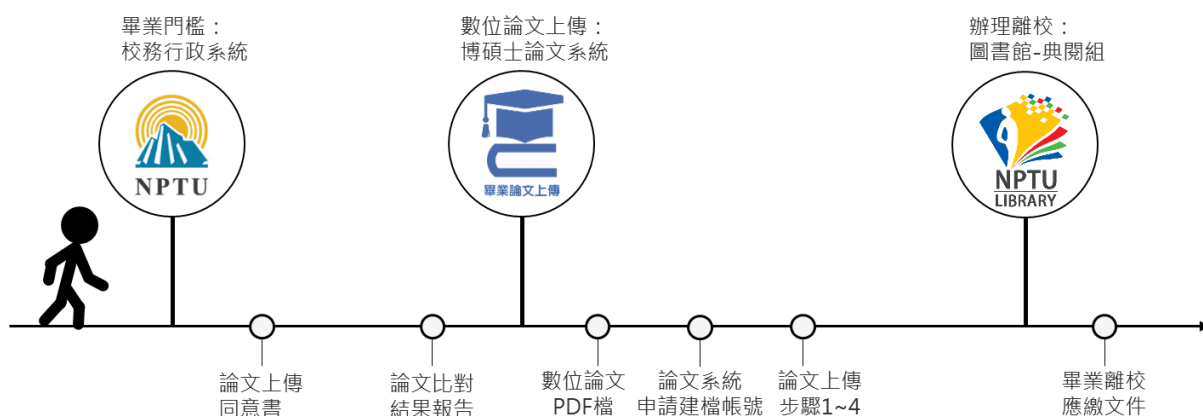 畢業門檻：
校務行政系統
數位論文上傳：
博碩士論文系統
辦理離校：
圖書館-典閱組
NPTU
畢業論文上傳
NPTU
LIBRARY
論文上傳
同意書
論文比對
結果報告
數位論文
PDF檔
論文系統
申請建檔帳號
論文上傳
步驟1~4
畢業離校
應繳文件